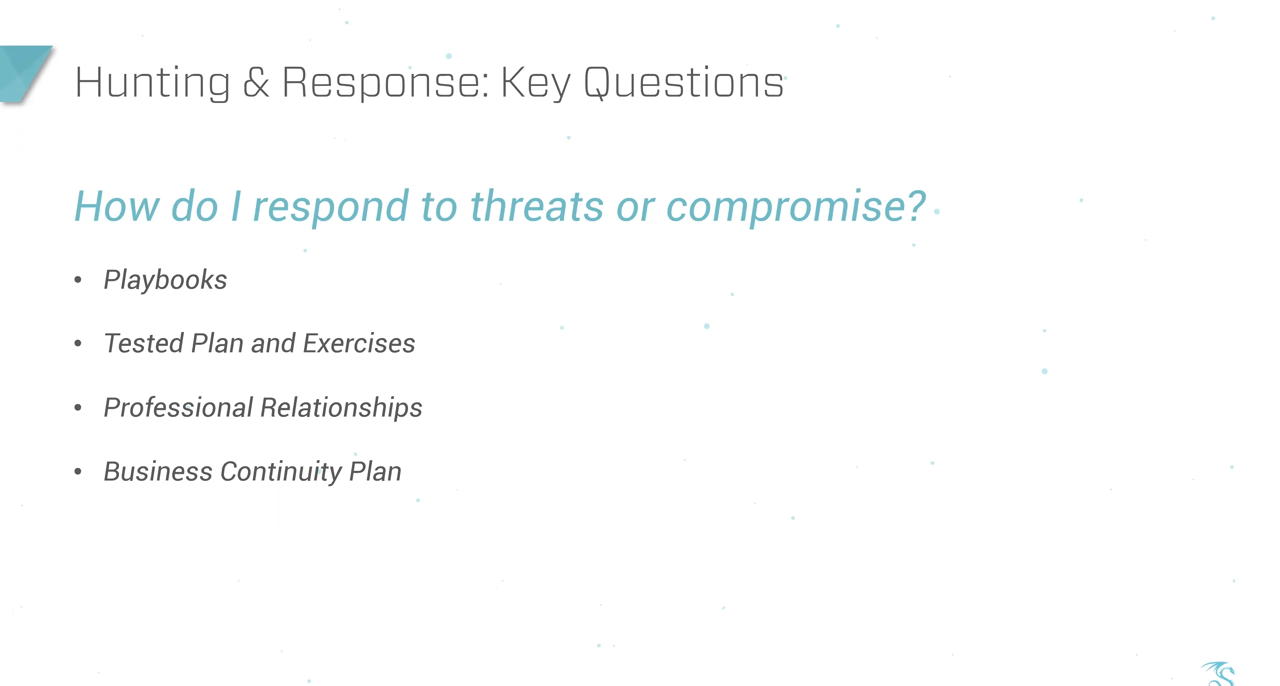 Hunting & Response: Key Questions
How do I respond to threats or compromise?
• Playbooks
• Tested Plan and Exercises
• Professional Relationships
• Business Continuity Plan